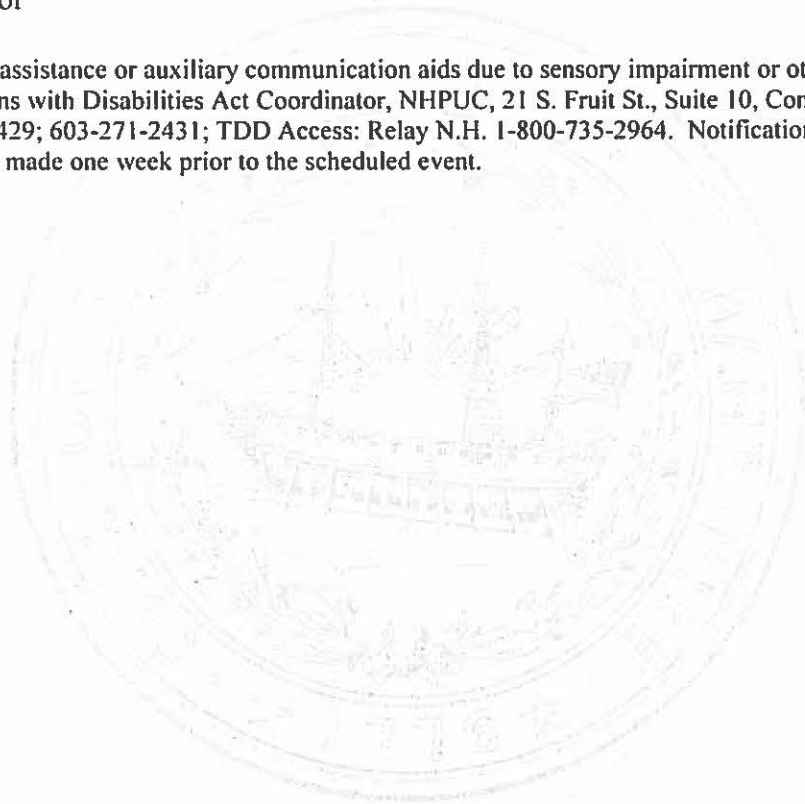 assistance or auxiliary communication aids due to sensory impairment or ot
ns with Disabilities Act Coordinator, NHPUC, 21 S. Fruit St., Suite 10, Con
429; 603-271-2431; TDD Access: Relay N.H. 1-800-735-2964. Notification
made one week prior to the scheduled event.
1776